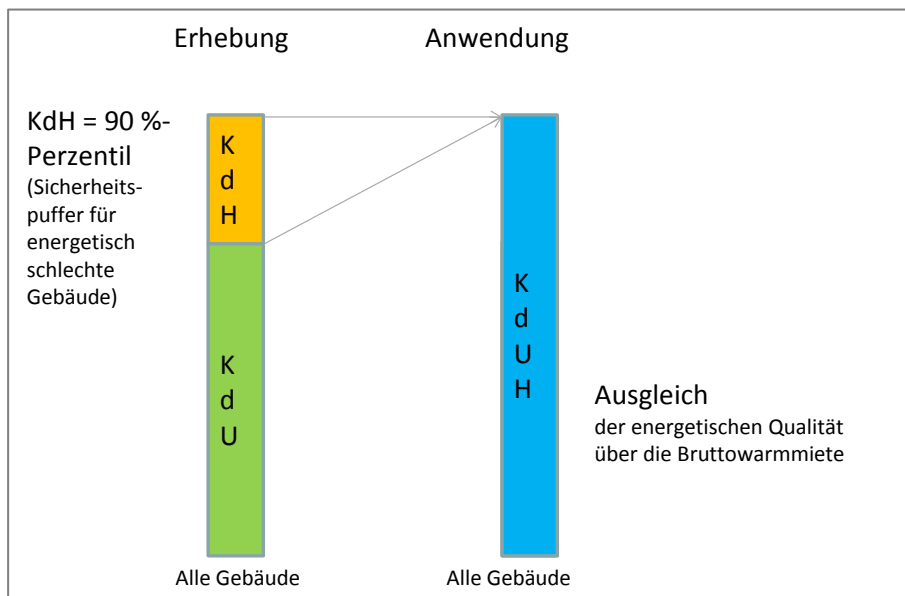 Erhebung
Anwendung
KdH = 90 %-
Perzentil
(Sicherheits-
puffer für
energetisch
schlechte
Gebäude)
K
d
H
K
d
U
K
d
U
H
Ausgleich
der energetischen Qualität
über die Bruttowarmmiete
Alle Gebäude
Alle Gebäude